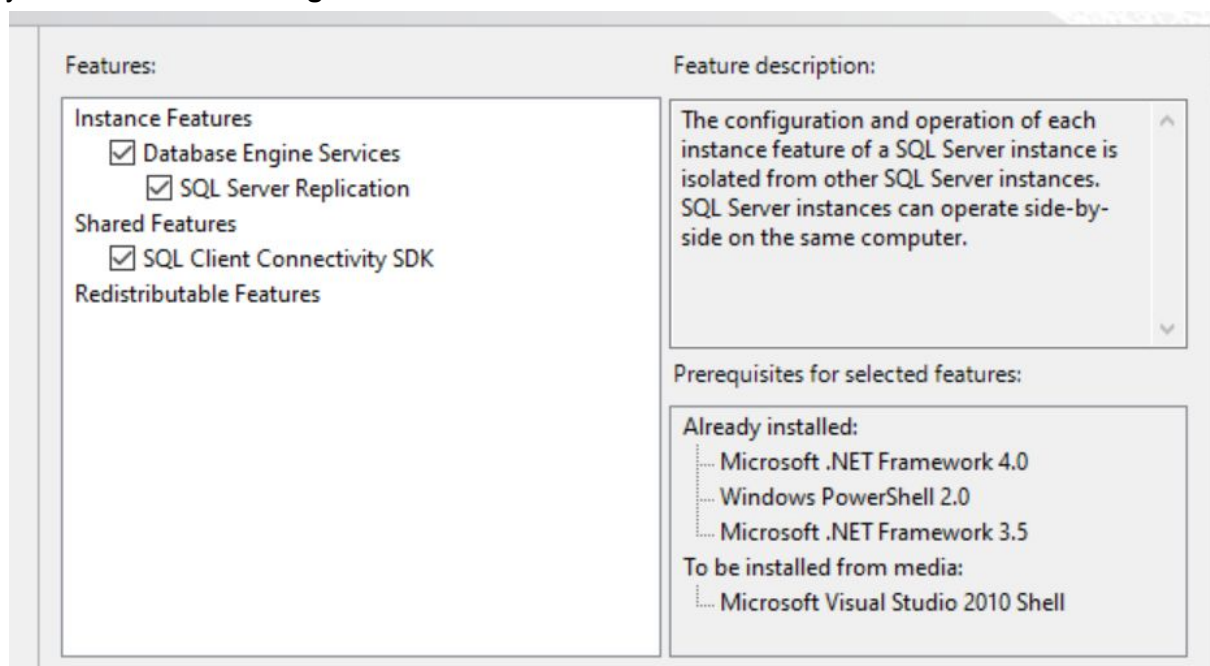 Features:
Instance Features
Database Engine Services
SQL Server Replication
Shared Features
SQL Client Connectivity SDK
Redistributable Features
Feature description:
The configuration and operation of each
instance feature of a SQL Server instance is
isolated from other SQL Server instances.
SQL Server instances can operate side-by-
side on the same computer.
Prerequisites for selected features:
Already installed:
Microsoft .NET Framework 4.0
Windows PowerShell 2.0
Microsoft .NET Framework 3.5
To be installed from media:
Microsoft Visual Studio 2010 Shell